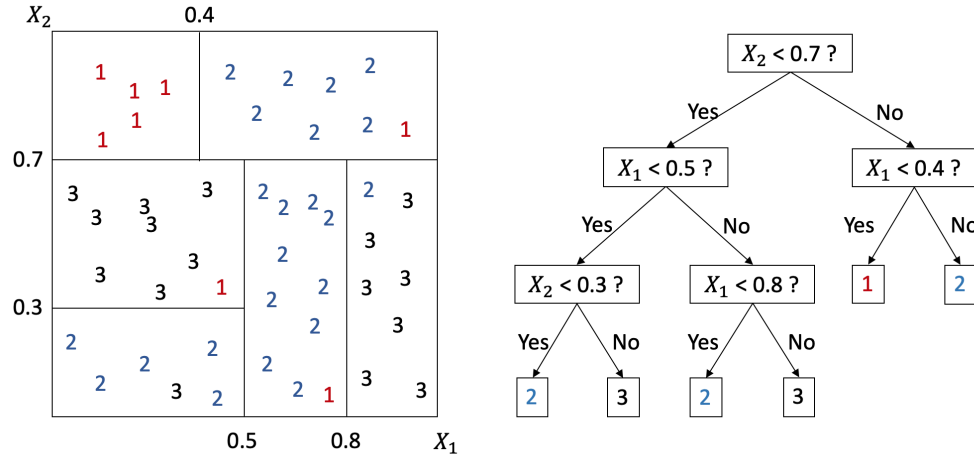 X₂ 0.4
1 2 2 2 2
1 1
1 2
1 2 2 1
0.7
3 3 2 2
3 3 2 2 2 3
3 3
3 2
3 3
3 1 2 2 3
0.3
2 3
2 2
2 2
2 3 2 2 1 3 3
0.5 0.8 X₁
X₂ < 0.7 ?
Yes No
X₁ < 0.5 ? X₁ < 0.4 ?
Yes No Yes No
X₂ < 0.3 ? X₁ < 0.8 ? 1 2
Yes No Yes No
2 3 2 3